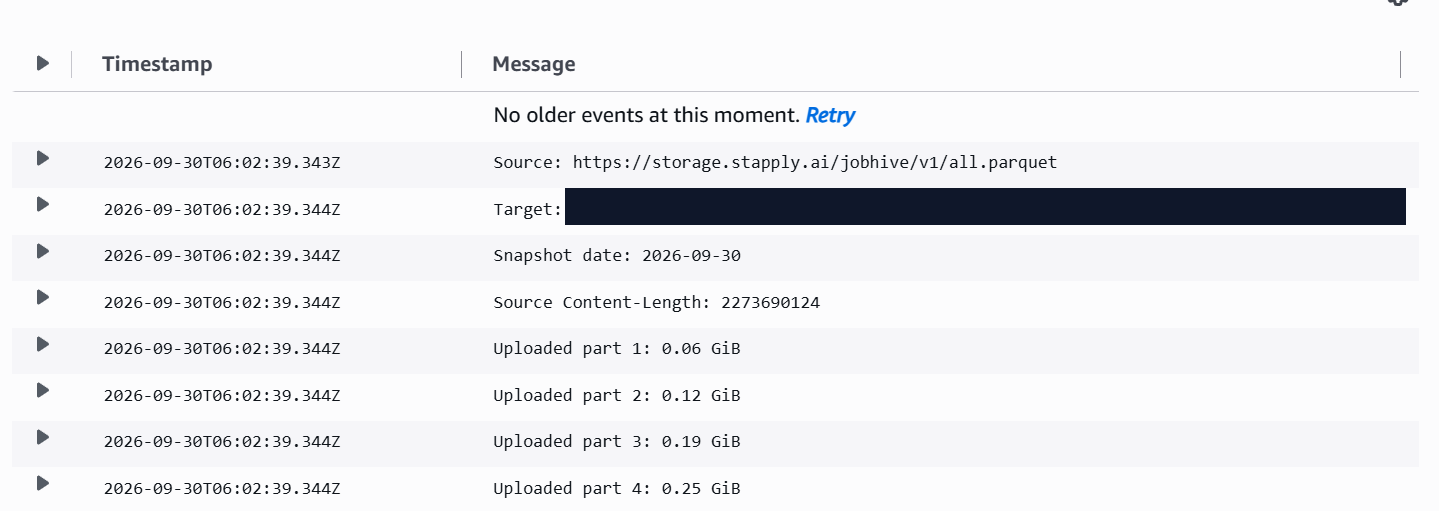 Timestamp Message
No older events at this moment. Retry
2026-09-30T06:02:39.343Z Source: https://storage.stapply.ai/jobhive/v1/all.parquet
2026-09-30T06:02:39.344Z Target:
2026-09-30T06:02:39.344Z Snapshot date: 2026-09-30
2026-09-30T06:02:39.344Z Source Content-Length: 2273690124
2026-09-30T06:02:39.344Z Uploaded part 1: 0.06 GiB
2026-09-30T06:02:39.344Z Uploaded part 2: 0.12 GiB
2026-09-30T06:02:39.344Z Uploaded part 3: 0.19 GiB
2026-09-30T06:02:39.344Z Uploaded part 4: 0.25 GiB